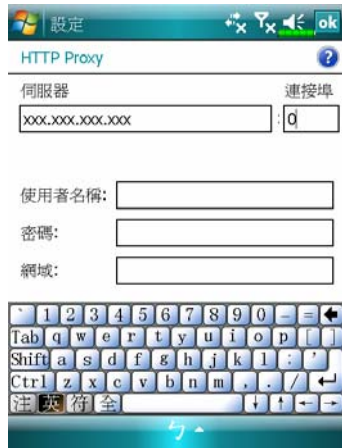 設定 ok
HTTP Proxy ?
伺服器 連接埠
xxx.xxx.xxx.xxx : 0
使用者名稱:
密碼:
網域:
` 1 2 3 4 5 6 7 8 9 0 - =
Tab q w e r t y u i o p [ ]
Shift a s d f g h j k l ; '
Ctrl z x c v b n m , . /
注 英 符 全
ㄅ